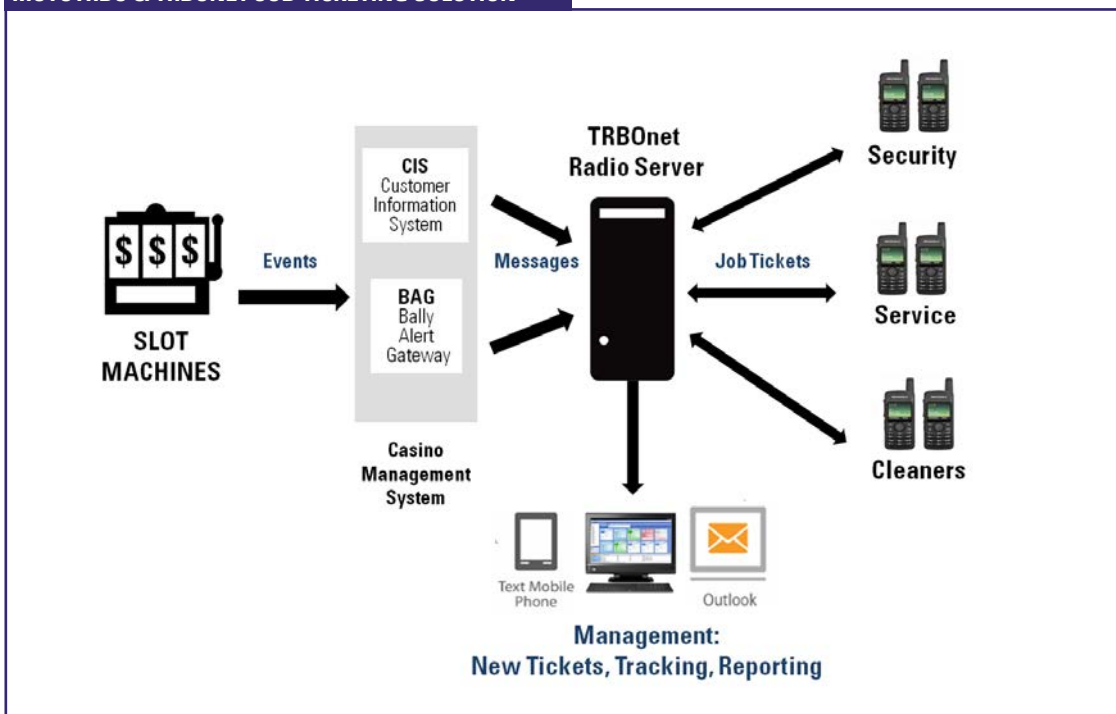 SLOT
MACHINES
Events
CIS
Customer
Information
System
BAG
Bally
Alert
Gateway
Casino
Management
System
Messages
TRBOnet
Radio Server
Job Tickets
Security
Service
Cleaners
Text Mobile
Phone
Outlook
Management:
New Tickets, Tracking, Reporting
$ $ $